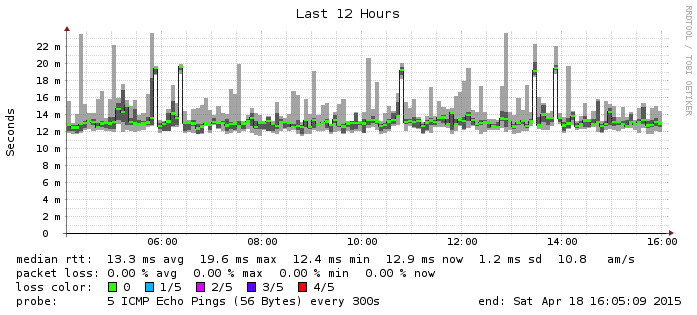 Last 12 Hours
RRDTOOL / TOBI OETIKER
Seconds
22 m
20 m
18 m
16 m
14 m
12 m
10 m
8 m
6 m
4 m
2 m
0
06:00 08:00 10:00 12:00 14:00 16:00
median rtt: 13.3 ms avg 19.6 ms max 12.4 ms min 12.9 ms now 1.2 ms sd 10.8 am/s
packet loss: 0.00 % avg 0.00 % max 0.00 % min 0.00 % now
loss color: 0 1/5 2/5 3/5 4/5
probe: 5 ICMP Echo Pings (56 Bytes) every 300s end: Sat Apr 18 16:05:09 2015